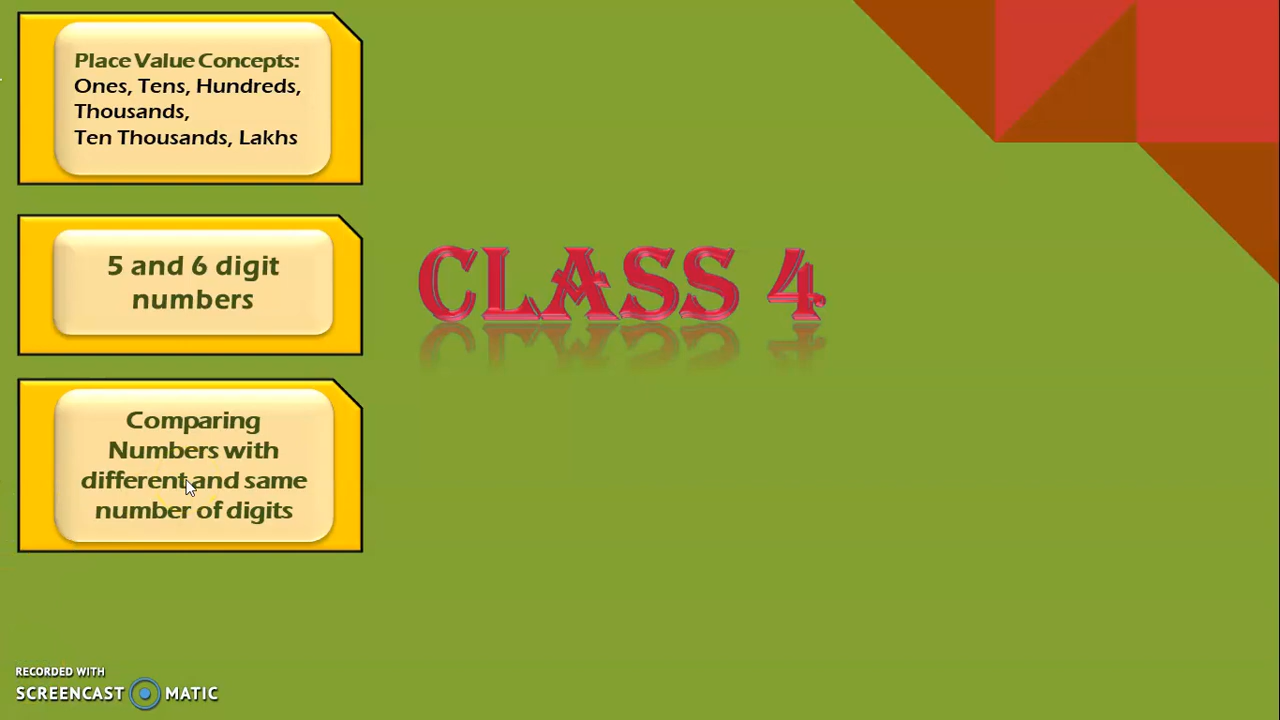 Place Value Concepts:
Ones, Tens, Hundreds,
Thousands,
Ten Thousands, Lakhs
5 and 6 digit
numbers
CLASS 4
Comparing
Numbers with
different and same
number of digits
RECORDED WITH
SCREENCAST MATIC